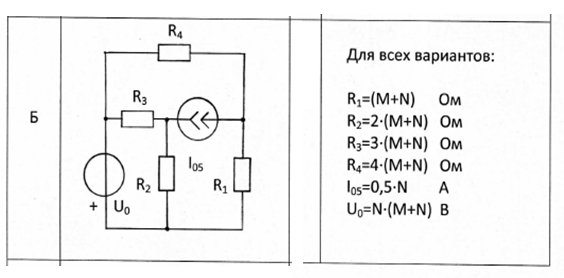 Б
R₄
R₃
I₀₅
R₂
R₁
+ U₀
Для всех вариантов:
R₁=(M+N) Ом
R₂=2·(M+N) Ом
R₃=3·(M+N) Ом
R₄=4·(M+N) Ом
I₀₅=0,5·N А
U₀=N·(M+N) В